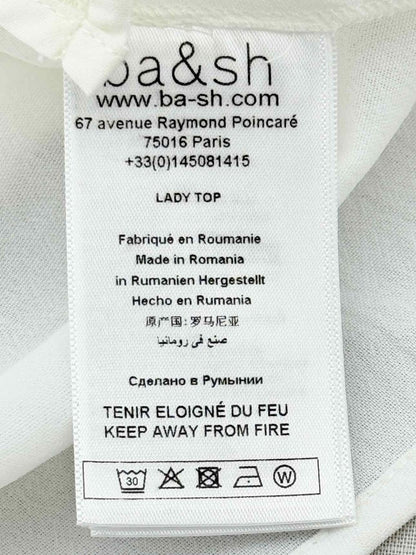 ba&sh
www.ba-sh.com
67 avenue Raymond Poincaré
75016 Paris
+33(0)145081415
LADY TOP
Fabriqué en Roumanie
Made in Romania
in Rumanien Hergestellt
Hecho en Rumania
原产国: 罗马尼亚
صنع في رومانيا
Сделано в Румынии
TENIR ELOIGNÉ DU FEU
KEEP AWAY FROM FIRE
30 W